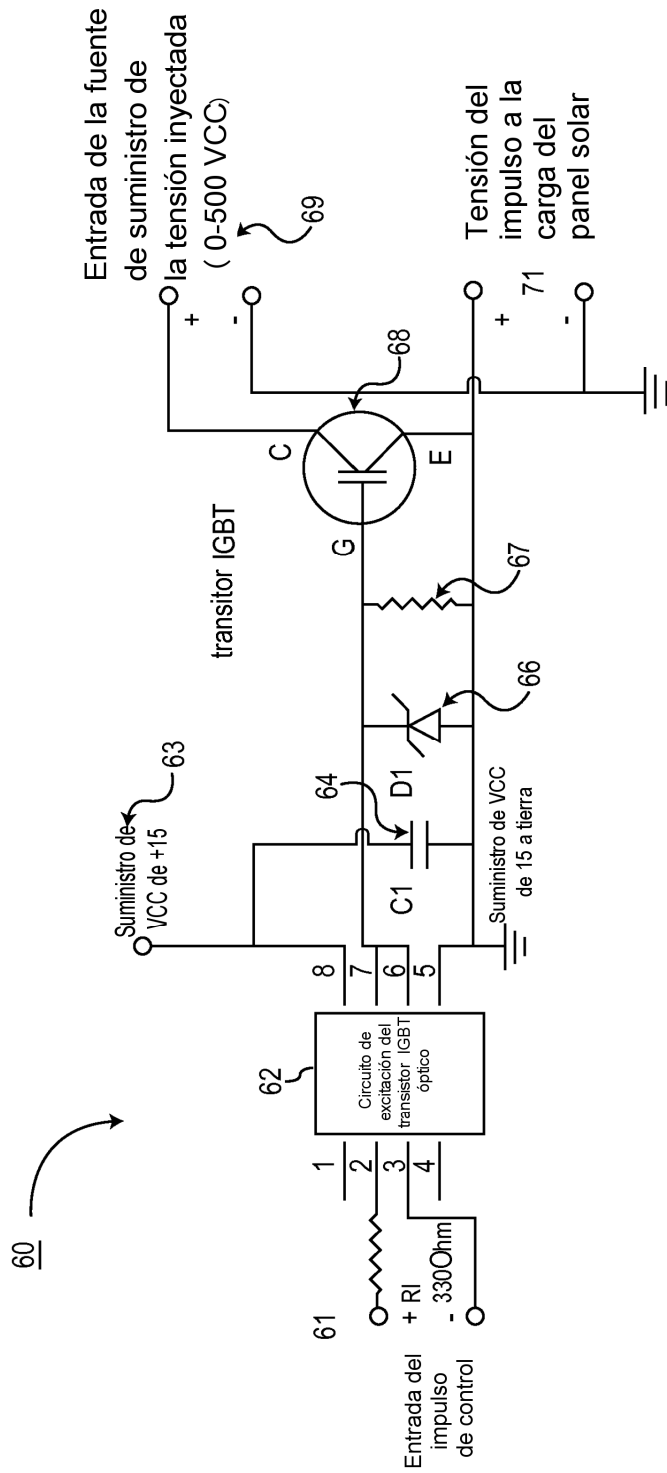 60
Entrada del
impulso
de control
61
+ RI
- 330Ohm
1
2
3
4
62
Circuito de
excitación del
transistor IGBT
óptico
8
7
6
5
Suministro de
VCC de +15
63
C1
64
Suministro de VCC
de 15 a tierra
D1
66
67
transitor IGBT
G
C
E
68
Entrada de la fuente
de suministro de
la tensión inyectada
( 0-500 VCC)
69
+
-
Tensión del
impulso a la
carga del
panel solar
+ 71 -